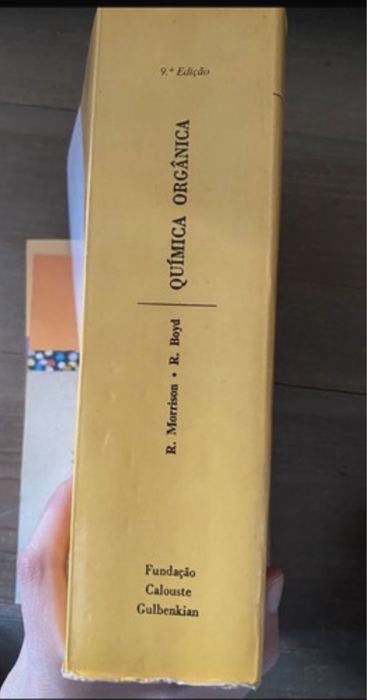 9.ª Edição
R. Morrison • R. Boyd
QUÍMICA ORGÂNICA
Fundação
Calouste
Gulbenkian